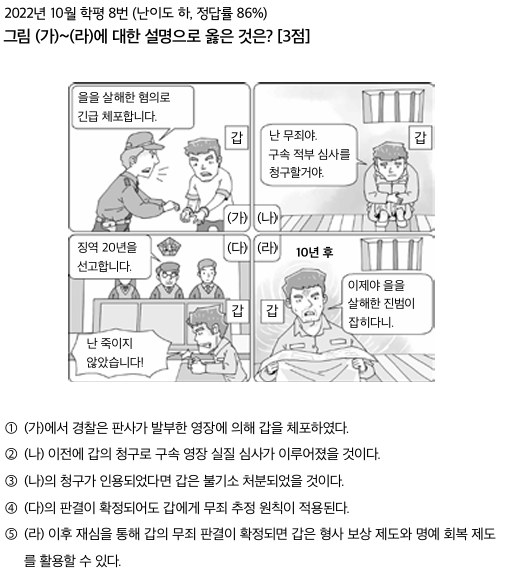 2022년 10월 학평 8번 (난이도 하, 정답률 86%)
그림 (가)~(라)에 대한 설명으로 옳은 것은? [3점]
을을 살해한 혐의로
긴급 체포합니다.
갑
(가)
난 무죄야.
구속 적부 심사를
청구할거야.
갑
(나)
징역 20년을
선고합니다.
(다)
갑
난 죽이지
않았습니다!
(라)
10년 후
갑
이제야 을을
살해한 진범이
잡히다니.
① (가)에서 경찰은 판사가 발부한 영장에 의해 갑을 체포하였다.
② (나) 이전에 갑의 청구로 구속 영장 실질 심사가 이루어졌을 것이다.
③ (나)의 청구가 인용되었다면 갑은 불기소 처분되었을 것이다.
④ (다)의 판결이 확정되어도 갑에게 무죄 추정 원칙이 적용된다.
⑤ (라) 이후 재심을 통해 갑의 무죄 판결이 확정되면 갑은 형사 보상 제도와 명예 회복 제도
를 활용할 수 있다.